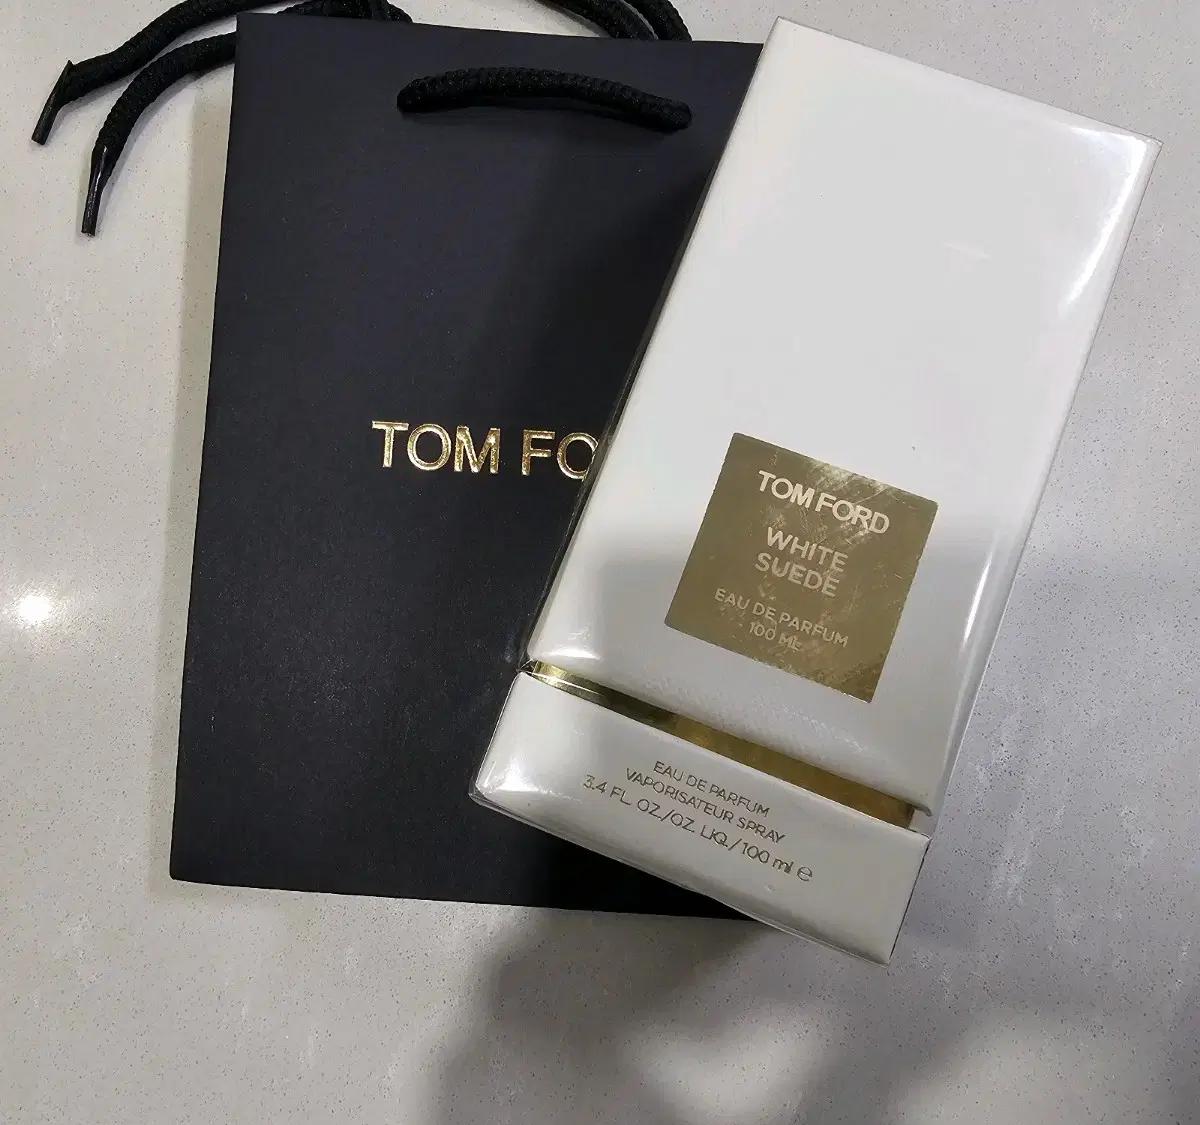 TOM FO
TOM FORD
WHITE
SUEDE
EAU DE PARFUM
100 ML
EAU DE PARFUM
VAPORISATEUR SPRAY
3.4 FL. OZ./OZ. LIQ. / 100 ml e